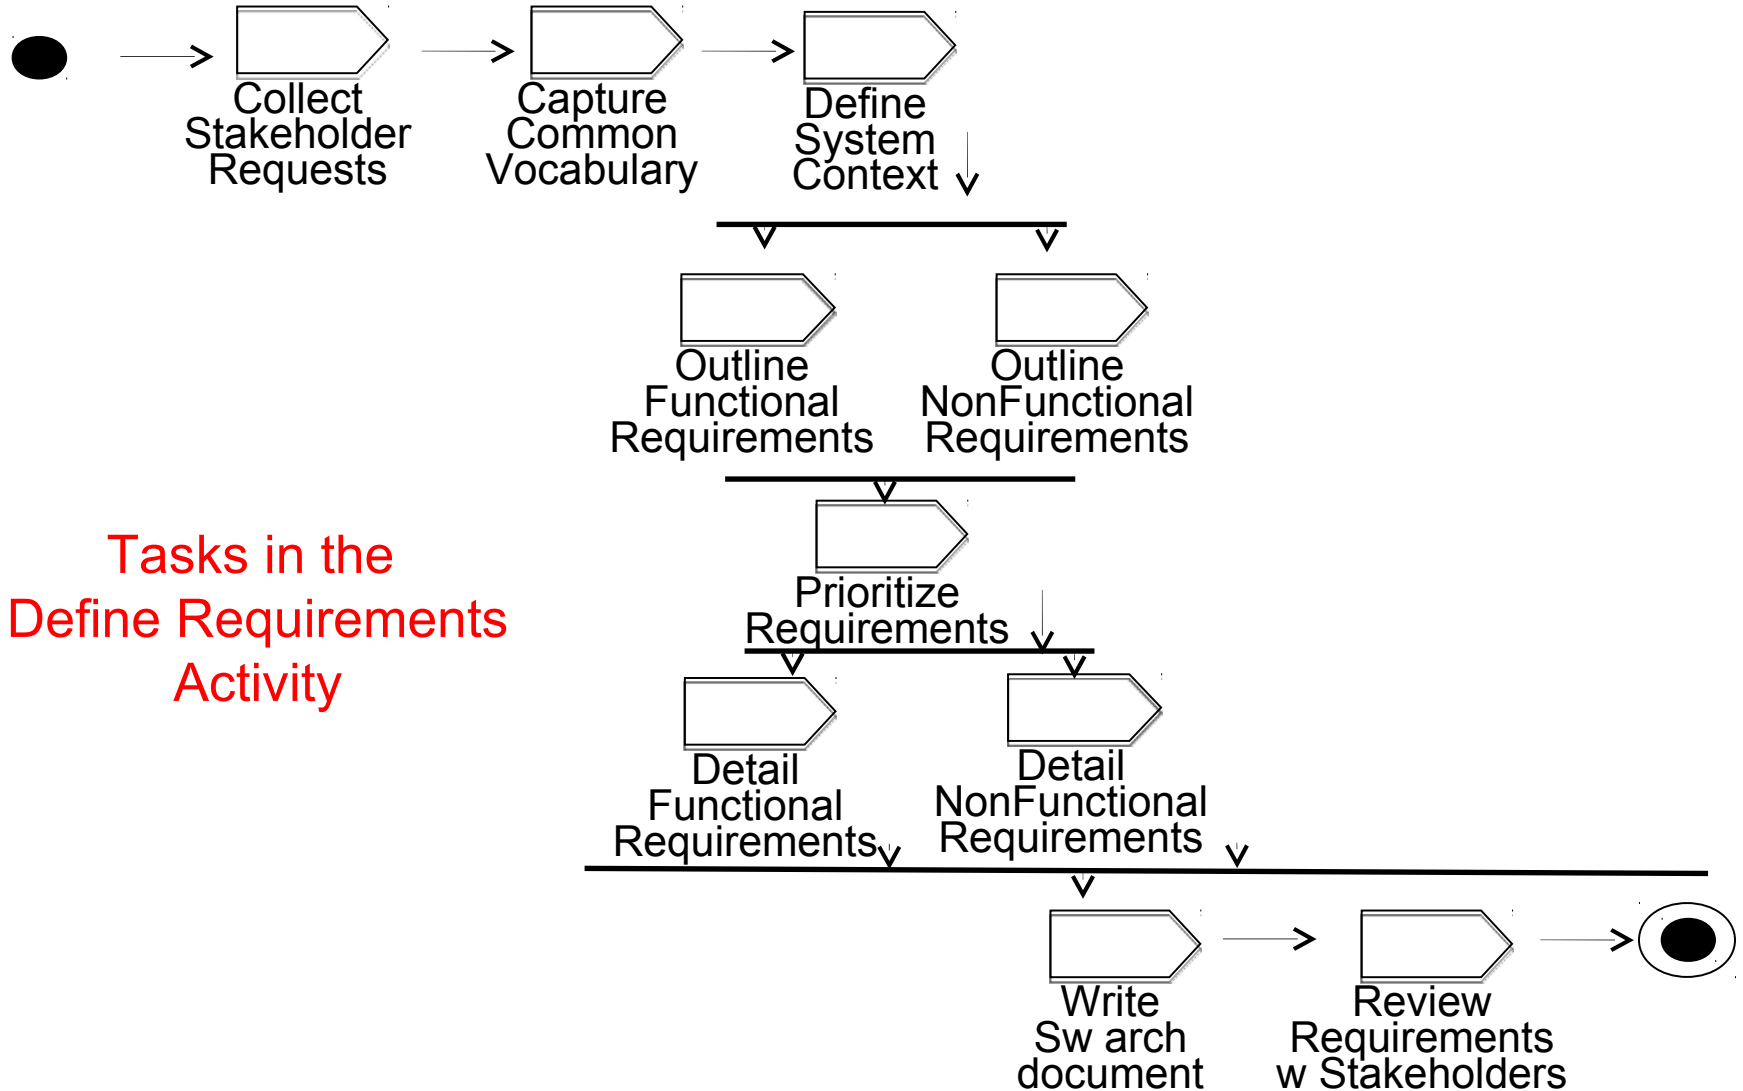 Collect
Stakeholder
Requests
Capture
Common
Vocabulary
Define
System
Context
Outline
Functional
Requirements
Outline
NonFunctional
Requirements
Prioritize
Requirements
Tasks in the
Define Requirements
Activity
Detail
Functional
Requirements
Detail
NonFunctional
Requirements
Write
Sw arch
document
Review
Requirements
w Stakeholders